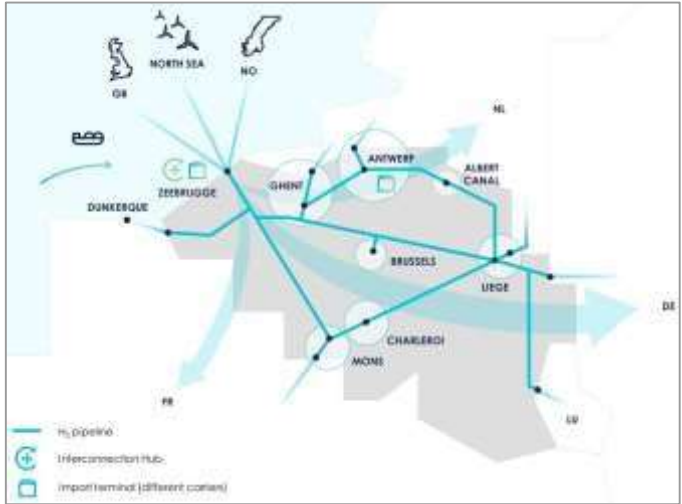 NORTH SEA
NO
GB
NL
ANTWERP
GHENT
ALBERT
CANAL
ZEEBRUGGE
DUNKERQUE
BRUSSELS
LIEGE
DE
CHARLEROI
MONS
FR
LU
H₂ pipeline
Interconnection Hub
Import terminal (different carriers)